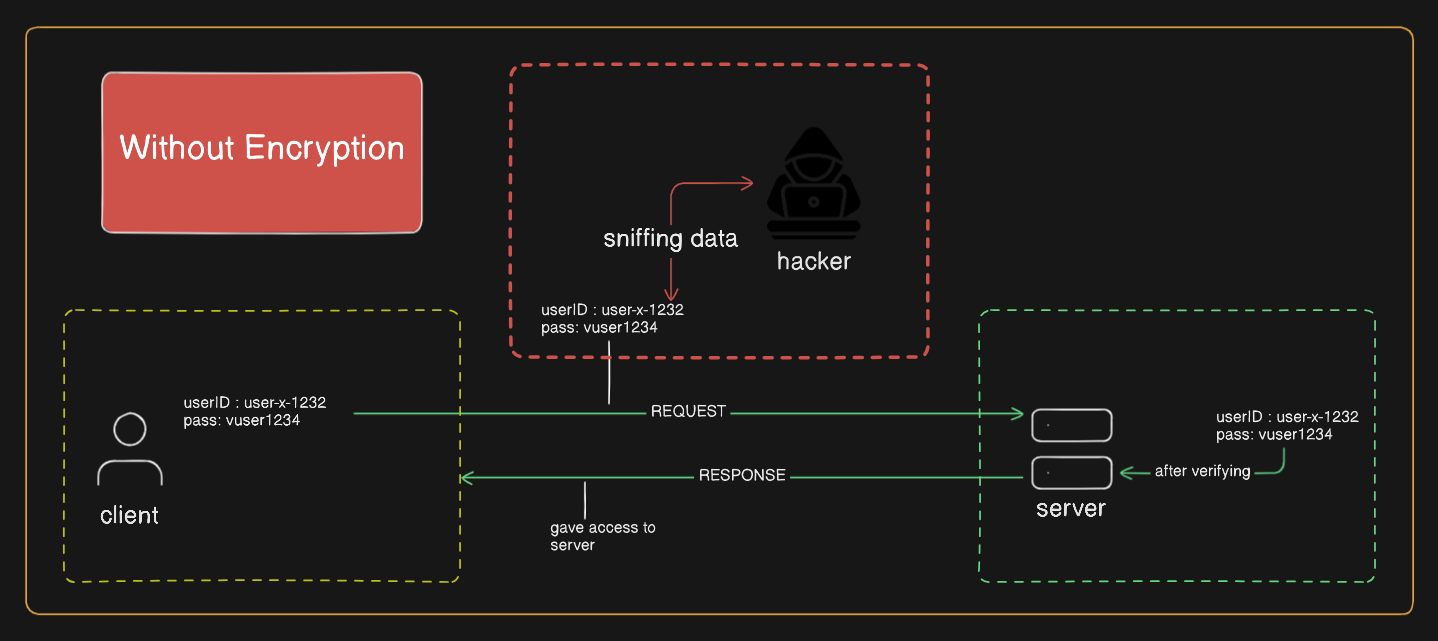 Without Encryption
sniffing data
hacker
userID : user-x-1232
pass: vuser1234
userID : user-x-1232
pass: vuser1234
client
REQUEST
RESPONSE
gave access to
server
userID : user-x-1232
pass: vuser1234
after verifying
server